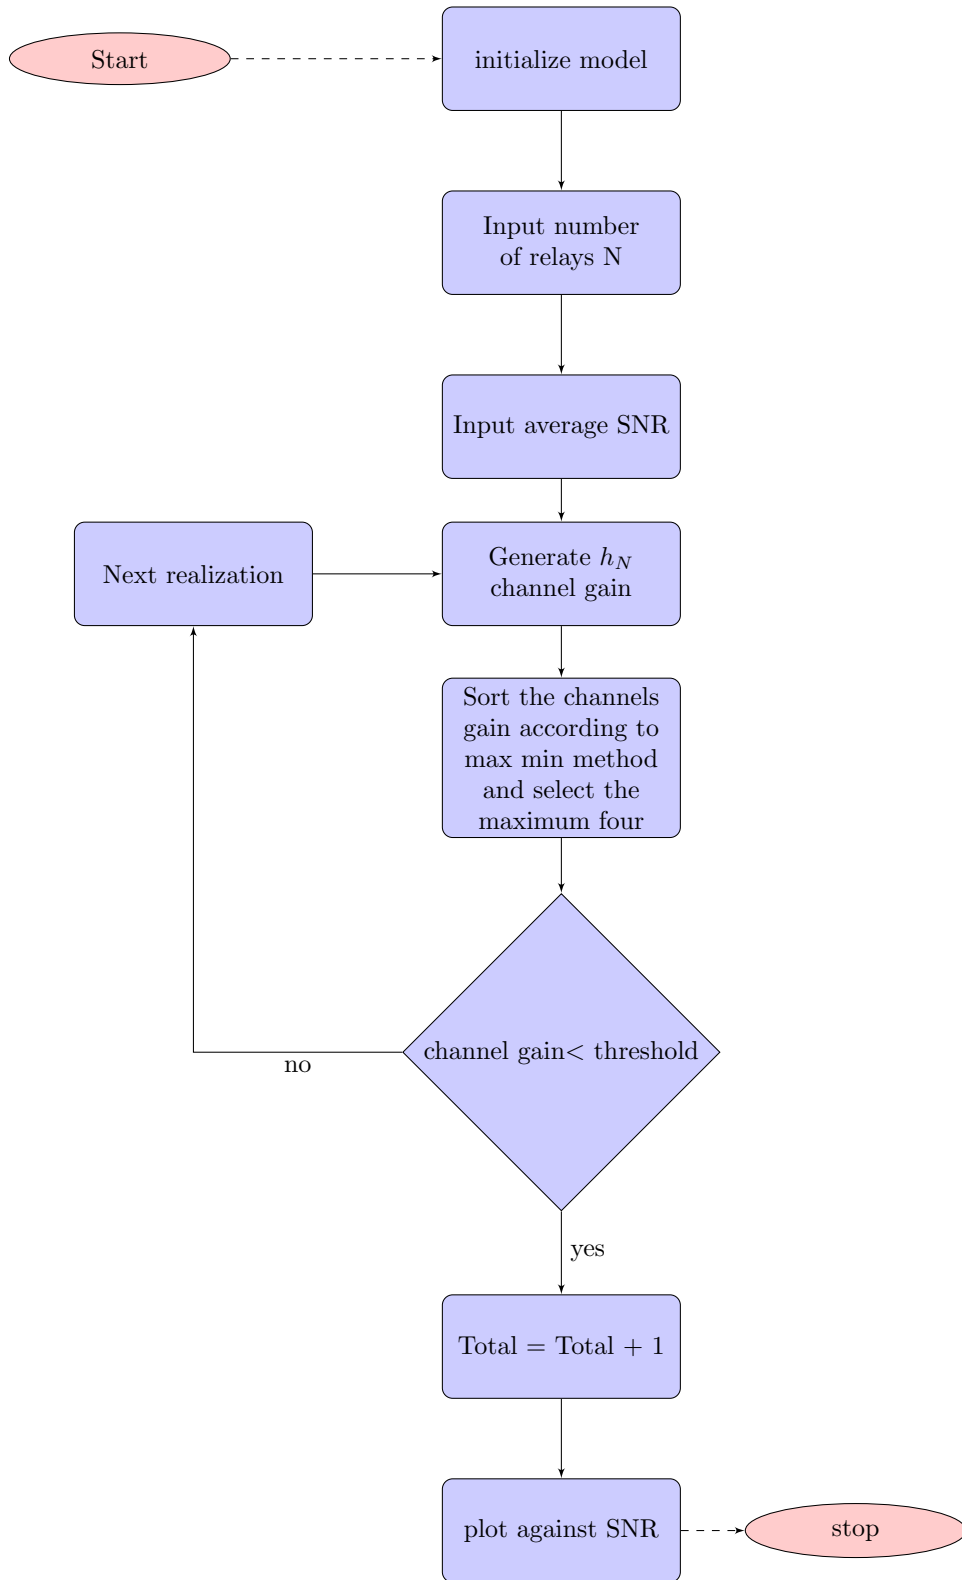 Start
initialize model
Input number
of relays N
Input average SNR
Next realization
Generate $h_N$
channel gain
Sort the channels
gain according to
max min method
and select the
maximum four
channel gain< threshold
no
yes
Total = Total + 1
plot against SNR
stop